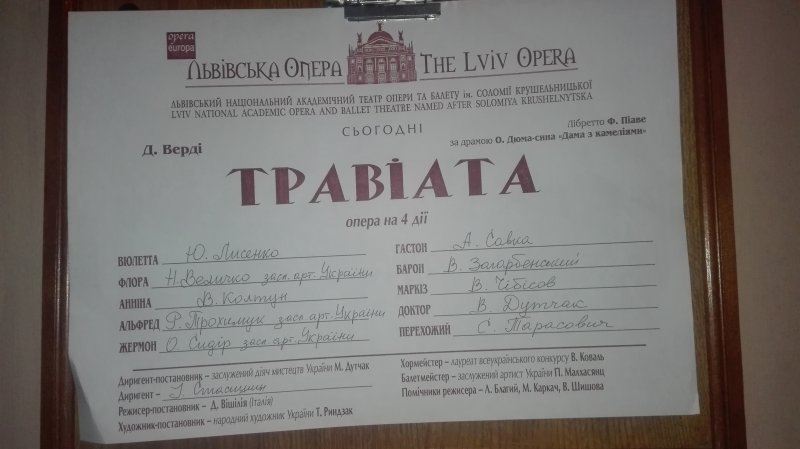 opera
europa
ЛЬВІВСЬКА ОПЕРА THE LVIV OPERA
ЛЬВІВСЬКИЙ НАЦІОНАЛЬНИЙ АКАДЕМІЧНИЙ ТЕАТР ОПЕРИ ТА БАЛЕТУ ім. СОЛОМІЇ КРУШЕЛЬНИЦЬКОЇ
LVIV NATIONAL ACADEMIC OPERA AND BALLET THEATRE NAMED AFTER SOLOMIYA KRUSHELNYTSKA
СЬОГОДНІ
Д. Верді
Лібретто Ф. Піаве
за драмою О. Дюма-сина «Дама з камеліями»
ТРАВІАТА
опера на 4 дії
ВІОЛЕТТА Ю. Лисенко
ФЛОРА Н. Величко засл. арт. України
АННІНА В. Колтун
АЛЬФРЕД Р. Трохимук засл. арт. України
ЖЕРМОН О. Сидір засл. арт. України
ГАСТОН А. Савка
БАРОН В. Загорбенський
МАРКІЗ В. Чібісов
ДОКТОР В. Дутчак
ПЕРЕХОЖИЙ С. Тарасович
Диригент-постановник – заслужений діяч мистецтв України М. Дутчак
Диригент –
Режисер-постановник – Д. Вішілія (Італія)
Художник-постановник – народний художник України Т. Риндзак
Хормейстер – лауреат всеукраїнського конкурсу В. Коваль
Балетмейстер – заслужений артист України П. Малхасянц
Помічники режисера – Л. Благий, М. Каркач, В. Шишова